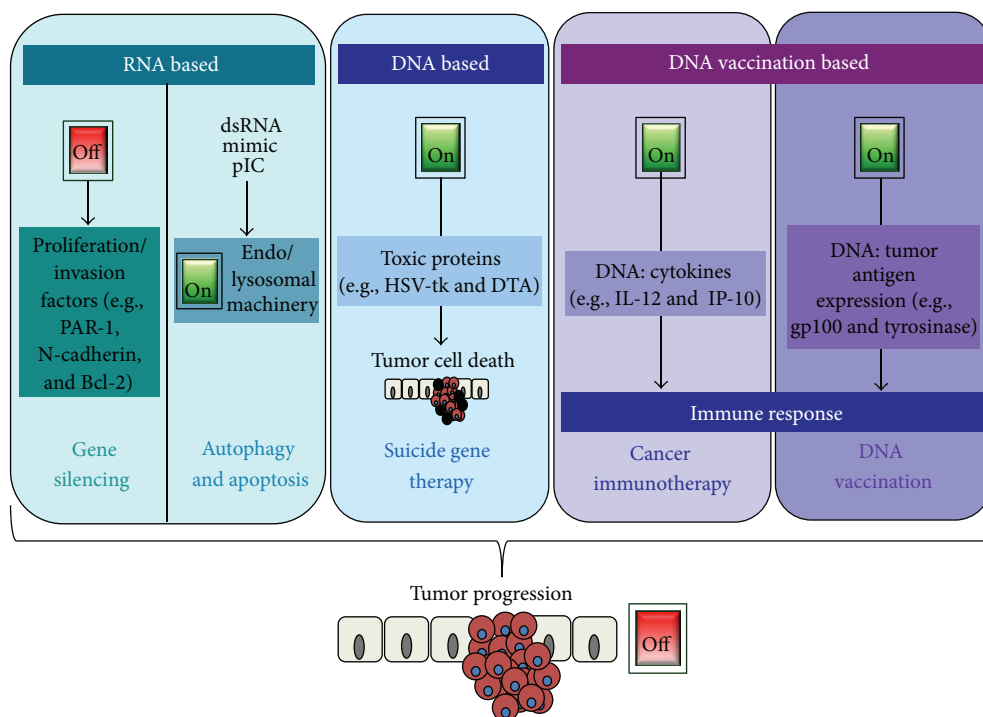 RNA based
Off
Proliferation/
invasion
factors (e.g.,
PAR-1,
N-cadherin,
and Bcl-2)
Gene
silencing
dsRNA
mimic
pIC
On
Endo/
lysosomal
machinery
Autophagy
and apoptosis
DNA based
On
Toxic proteins
(e.g., HSV-tk and DTA)
Tumor cell death
Suicide gene
therapy
DNA vaccination based
On
DNA: cytokines
(e.g., IL-12 and IP-10)
On
DNA: tumor
antigen
expression (e.g.,
gp100 and tyrosinase)
Immune response
Cancer
immunotherapy
DNA
vaccination
Tumor progression
Off